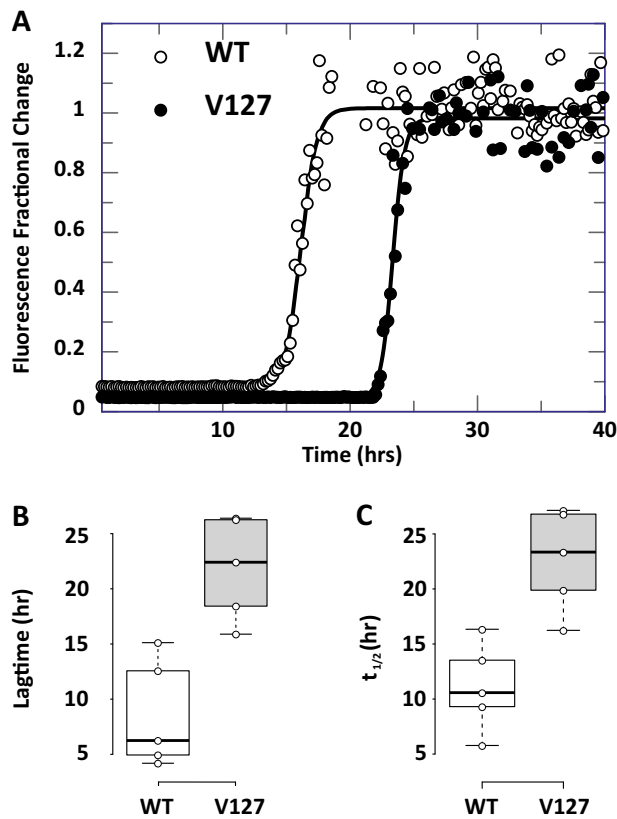 A
Fluorescence Fractional Change
1.2
1
0.8
0.6
0.4
0.2
0
WT
V127
10 20 30 40
Time (hrs)
B
Lagtime (hr)
25
20
15
10
5
WT V127
C
t1/2 (hr)
25
20
15
10
5
WT V127